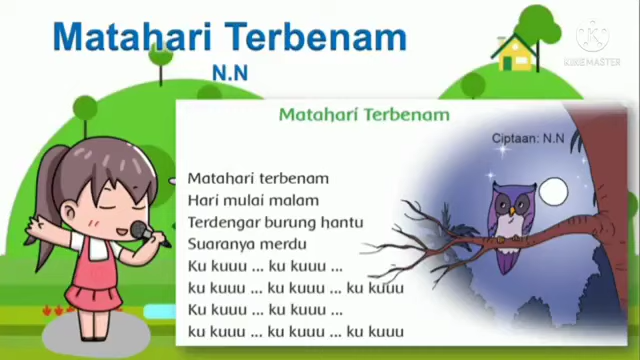 Matahari Terbenam
N.N
KINEMASTER
Matahari Terbenam
Ciptaan: N.N
Matahari terbenam
Hari mulai malam
Terdengar burung hantu
Suaranya merdu
Ku kuuu ... ku kuuu ...
ku kuuu ... ku kuuu ... ku kuuu
Ku kuuu ... ku kuuu ...
ku kuuu ... ku kuuu ... ku kuuu